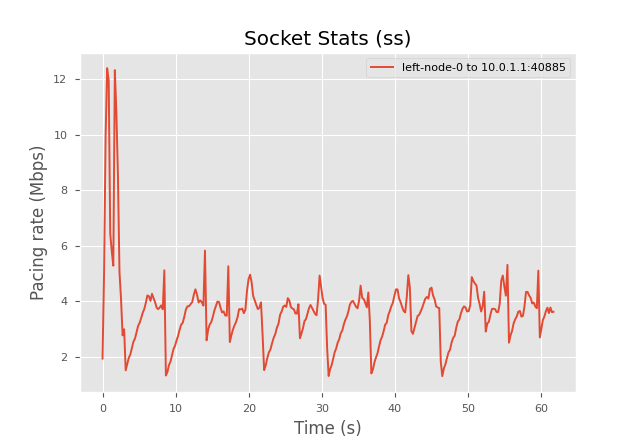 Socket Stats (ss)
left-node-0 to 10.0.1.1:40885
Pacing rate (Mbps)
12
10
8
6
4
2
0 10 20 30 40 50 60
Time (s)